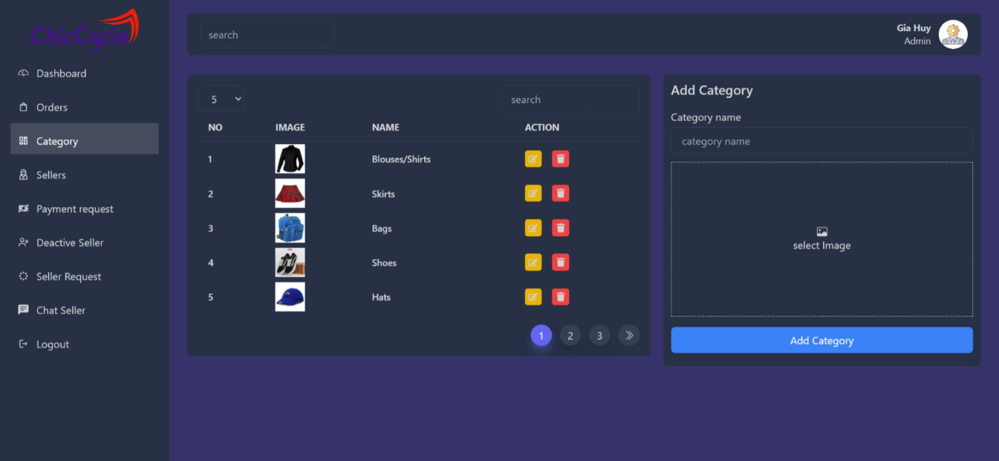 ChicCycle
Dashboard
Orders
Category
Sellers
Payment request
Deactive Seller
Seller Request
Chat Seller
Logout
search
Gia Huy
Admin
5
search
NO IMAGE NAME ACTION
1 Blouses/Shirts
2 Skirts
3 Bags
4 Shoes
5 Hats
1 2 3
Add Category
Category name
category name
select Image
Add Category